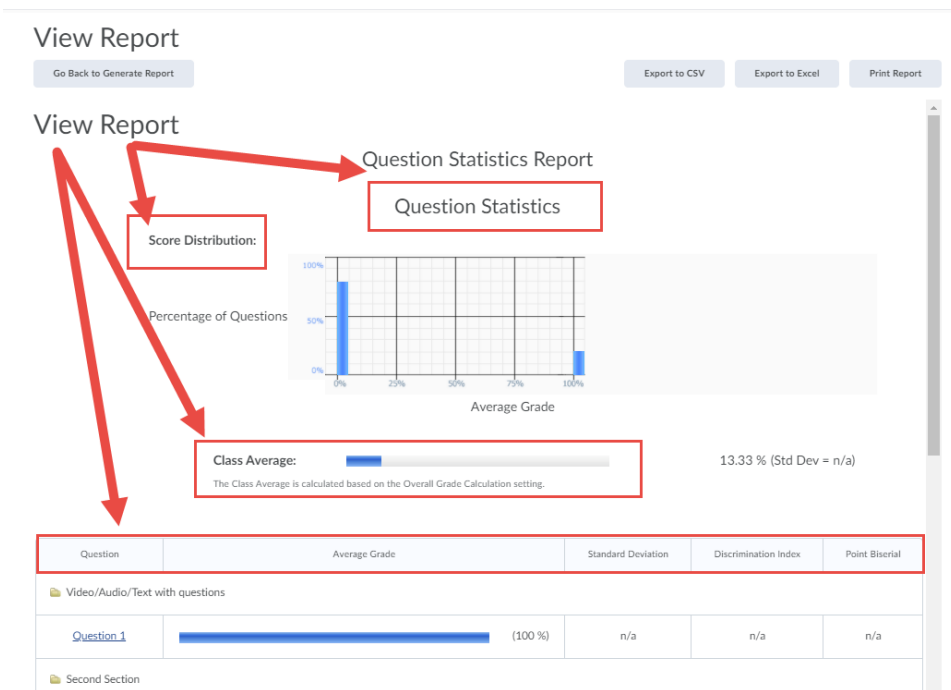 View Report
Go Back to Generate Report
Export to CSV
Export to Excel
Print Report
View Report
Question Statistics Report
Question Statistics
Score Distribution:
100%
Percentage of Questions
50%
0%
0% 25% 50% 75% 100%
Average Grade
Class Average:
13.33 % (Std Dev = n/a)
The Class Average is calculated based on the Overall Grade Calculation setting.
Question Average Grade Standard Deviation Discrimination Index Point Biserial
Video/Audio/Text with questions
Question 1 (100 %) n/a n/a n/a
Second Section